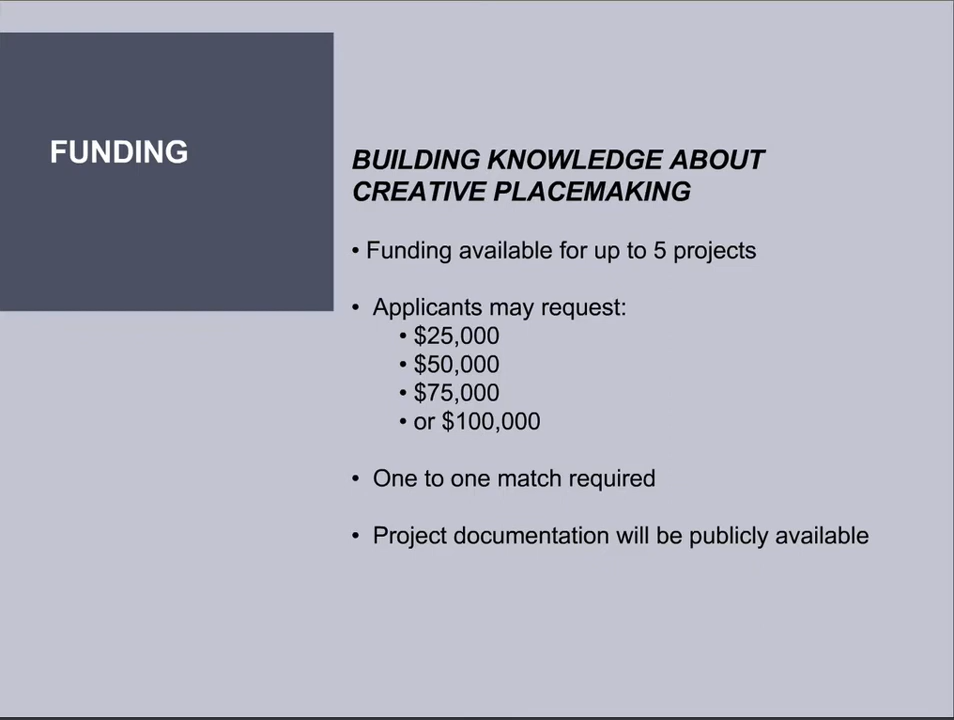 FUNDING
BUILDING KNOWLEDGE ABOUT
CREATIVE PLACEMAKING
• Funding available for up to 5 projects
• Applicants may request:
• $25,000
• $50,000
• $75,000
• or $100,000
• One to one match required
• Project documentation will be publicly available